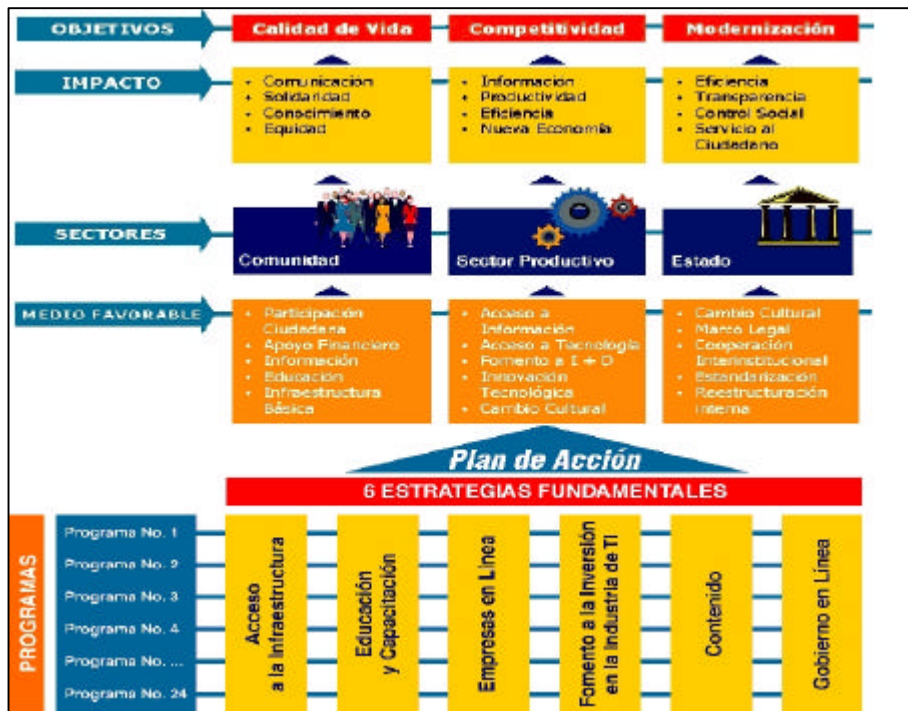 OBJETIVOS
Calidad de Vida
Competitividad
Modernización
IMPACTO
• Comunicación
• Solidaridad
• Conocimiento
• Equidad
• Información
• Productividad
• Eficiencia
• Nueva Economía
• Eficiencia
• Transparencia
• Control Social
• Servicio al
Ciudadano
SECTORES
Comunidad
Sector Productivo
Estado
MEDIO FAVORABLE
• Participación
Ciudadana
• Apoyo Financiero
• Información
• Educación
• Infraestructura
Básica
• Acceso a
Información
• Acceso a Tecnología
• Fomento a I + D
• Innovación
Tecnológica
• Cambio Cultural
• Cambio Cultural
• Marco Legal
• Cooperación
Interinstitucional
• Estandarización
• Reestructuración
interna
Plan de Acción
6 ESTRATEGIAS FUNDAMENTALES
PROGRAMAS
Programa No. 1
Programa No. 2
Programa No. 3
Programa No. 4
Programa No. ...
Programa No. 24
Acceso
a la Infraestructura
Educación
y Capacitación
Empresas en Línea
Fomento a la Inversión
en la Industria de TI
Contenido
Gobierno en Línea